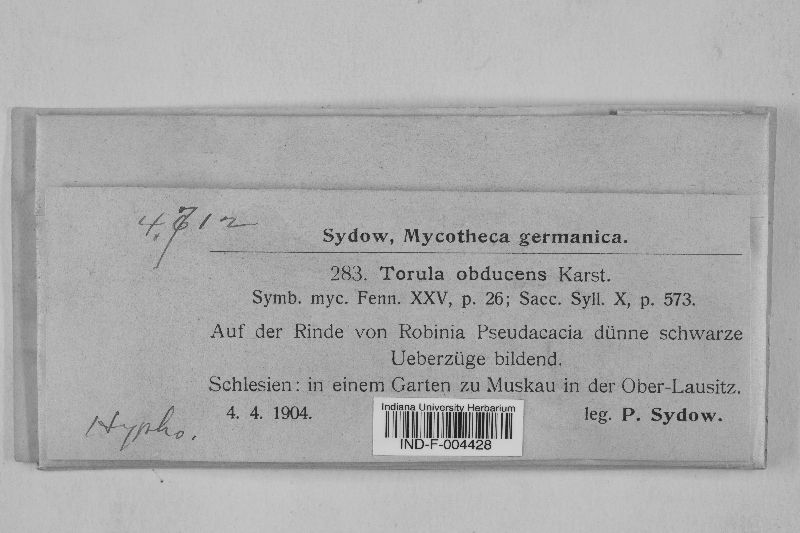 4.712
Sydow, Mycotheca germanica.
283. Torula obducens Karst.
Symb. myc. Fenn. XXV, p. 26; Sacc. Syll. X, p. 573.
Auf der Rinde von Robinia Pseudacacia dünne schwarze
Ueberzüge bildend.
Schlesien: in einem Garten zu Muskau in der Ober-Lausitz.
4. 4. 1904. leg. P. Sydow.
Hypho.
Indiana University Herbarium
IND-F-004428